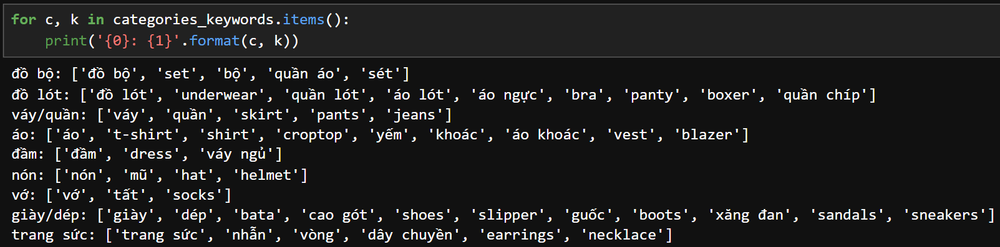 for c, k in categories_keywords.items():
    print('{0}: {1}'.format(c, k))
đồ bộ: ['đồ bộ', 'set', 'bộ', 'quần áo', 'sét']
đồ lót: ['đồ lót', 'underwear', 'quần lót', 'áo lót', 'áo ngực', 'bra', 'panty', 'boxer', 'quần chíp']
váy/quần: ['váy', 'quần', 'skirt', 'pants', 'jeans']
áo: ['áo', 't-shirt', 'shirt', 'croptop', 'yếm', 'khoác', 'áo khoác', 'vest', 'blazer']
đầm: ['đầm', 'dress', 'váy ngủ']
nón: ['nón', 'mũ', 'hat', 'helmet']
vớ: ['vớ', 'tất', 'socks']
giày/dép: ['giày', 'dép', 'bata', 'cao gót', 'shoes', 'slipper', 'guốc', 'boots', 'xăng đan', 'sandals', 'sneakers']
trang sức: ['trang sức', 'nhẫn', 'vòng', 'dây chuyền', 'earrings', 'necklace']